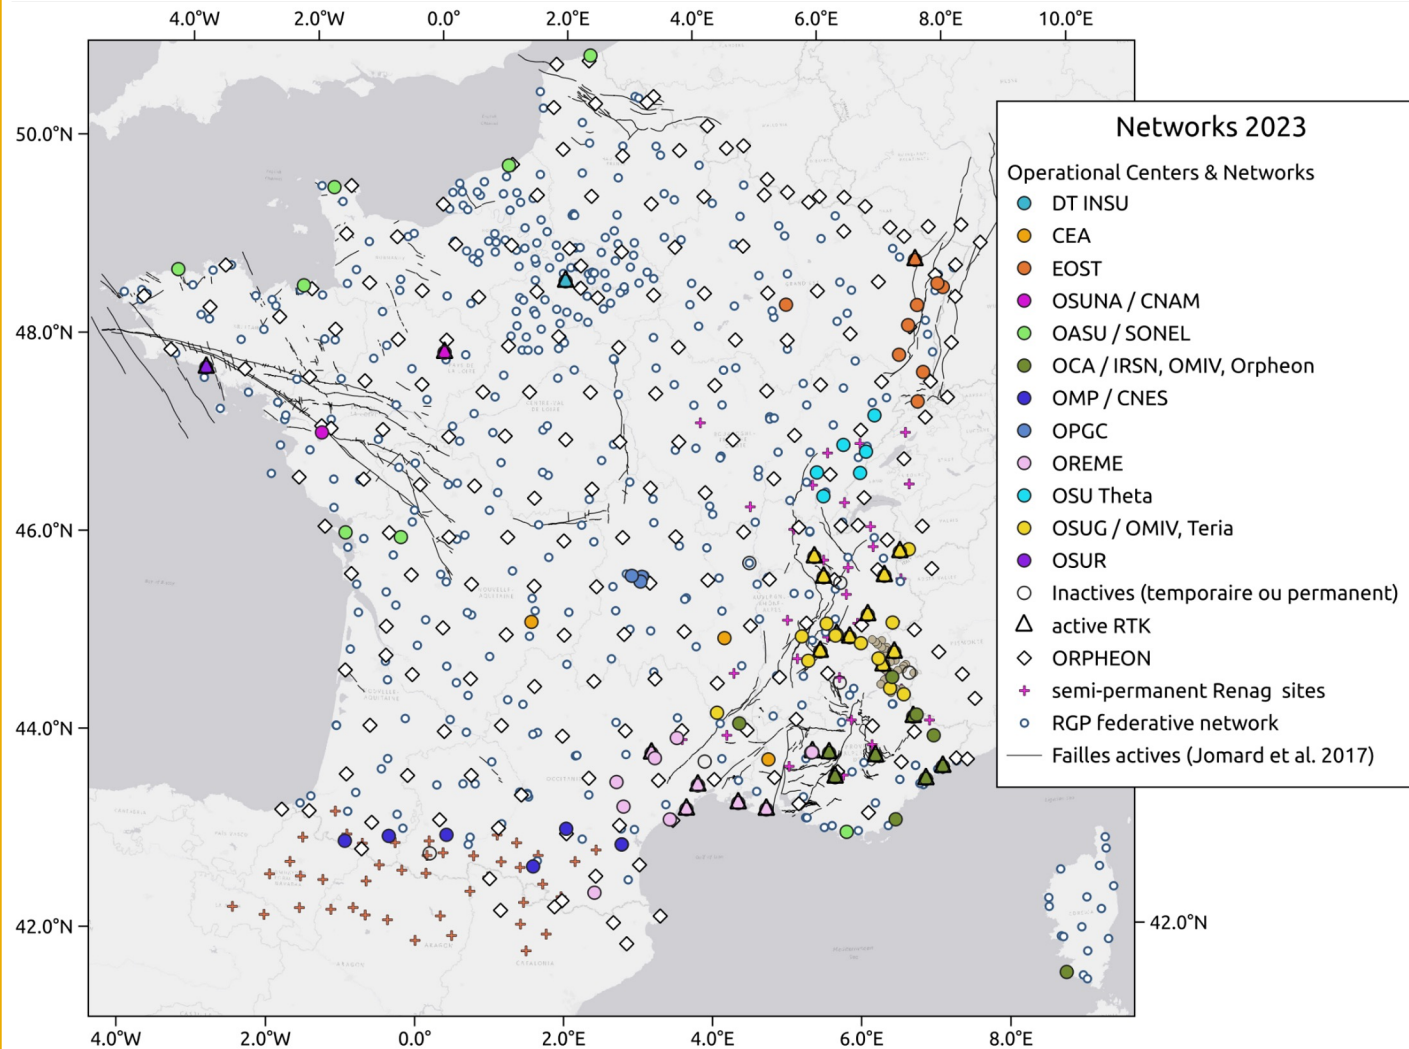 4.0°W 2.0°W 0.0° 2.0°E 4.0°E 6.0°E 8.0°E 10.0°E
50.0°N
48.0°N
46.0°N
44.0°N
42.0°N
42.0°N
4.0°W 2.0°W 0.0° 2.0°E 4.0°E 6.0°E 8.0°E
Networks 2023
Operational Centers & Networks
DT INSU
CEA
EOST
OSUNA / CNAM
OASU / SONEL
OCA / IRSN, OMIV, Orpheon
OMP / CNES
OPGC
OREME
OSU Theta
OSUG / OMIV, Teria
OSUR
Inactives (temporaire ou permanent)
active RTK
ORPHEON
semi-permanent Renag sites
RGP federative network
Failles actives (Jomard et al. 2017)